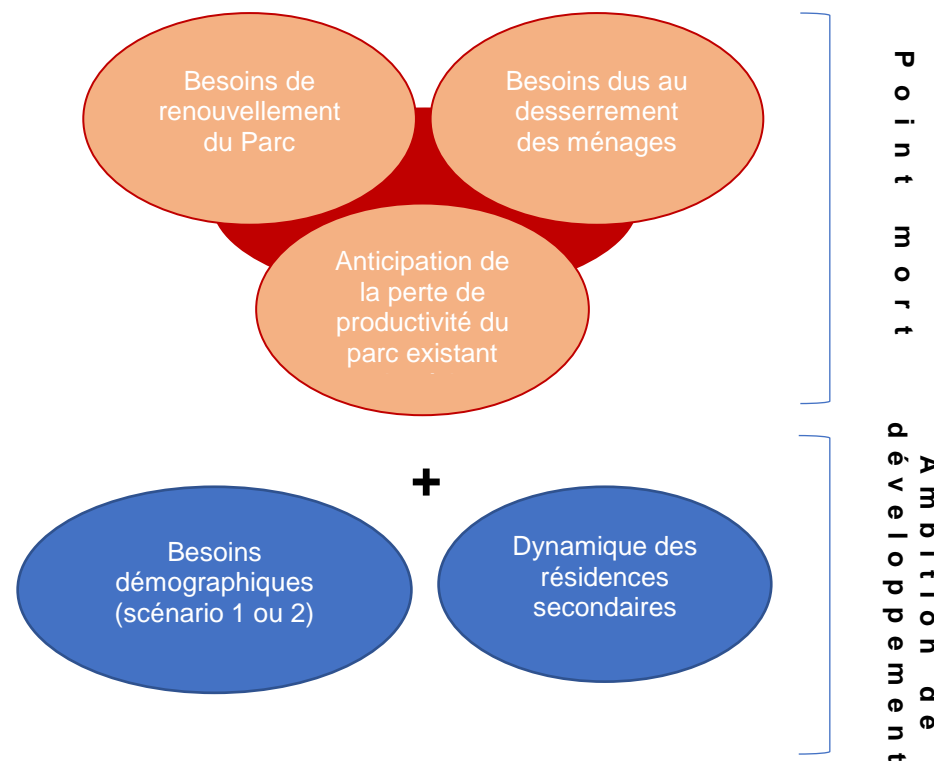 Besoins de
renouvellement
du Parc
Besoins dus au
desserrement
des ménages
Anticipation de
la perte de
productivité du
parc existant
Point mort
+
Besoins
démographiques
(scénario 1 ou 2)
Dynamique des
résidences
secondaires
Ambition de
développement